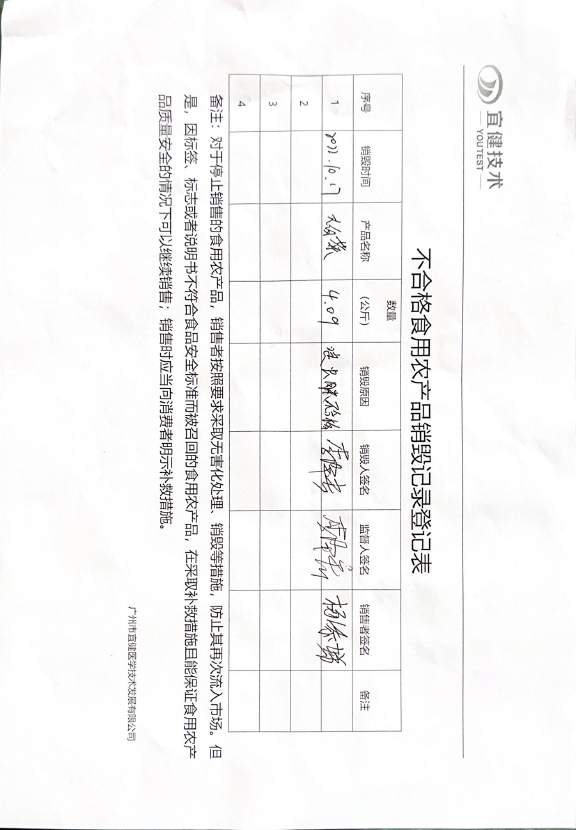 宜健技术
YOUTEST
不合格食用农产品销毁记录登记表
序号 销毁时间 产品名称 数量（公斤） 销毁原因 销毁人签名 监督人签名 销售者签名 备注
1 2022.10.17 4.09
2
3
4
备注：对于停止销售的食用农产品，销售者按照要求采取无害化处理、销毁等措施，防止其再次流入市场。但
是，因标签、标志或者说明书不符合食品安全标准而被召回的食用农产品，在采取补救措施且能保证食用农产
品质量安全的情况下可以继续销售；销售时应当向消费者明示补救措施。
广州市宜健医学技术发展有限公司